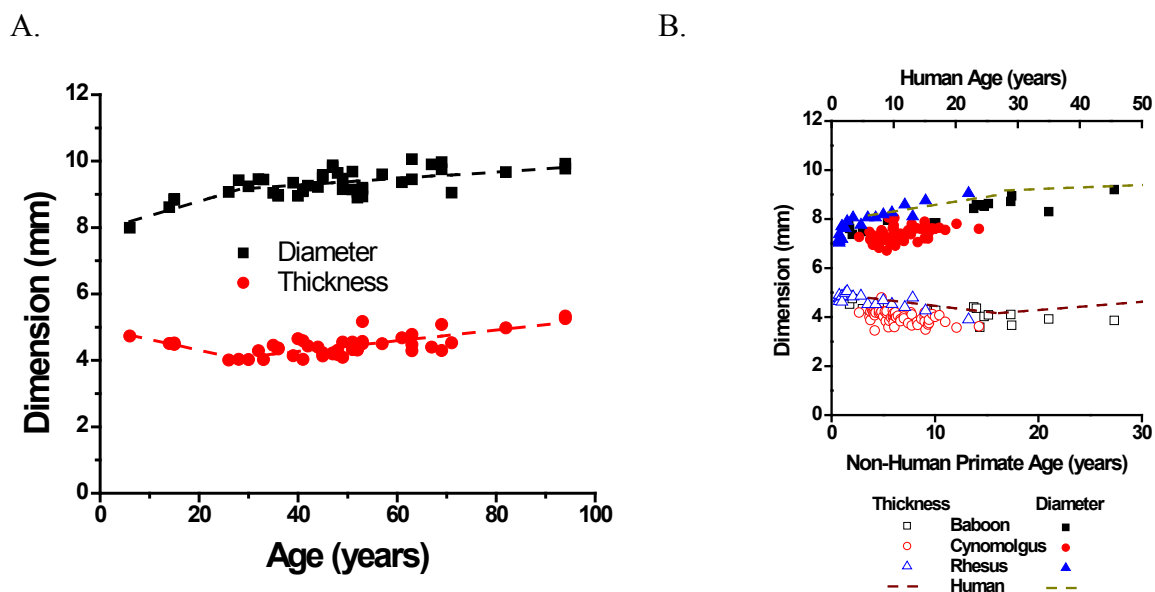 A.
B.
Dimension (mm)
12
10
8
6
4
2
0
Diameter
Thickness
0 20 40 60 80 100
Age (years)
Human Age (years)
0 10 20 30 40 50
Dimension (mm)
12
10
8
6
4
2
0
0 10 20 30
Non-Human Primate Age (years)
Thickness Diameter
Baboon
Cynomolgus
Rhesus
Human